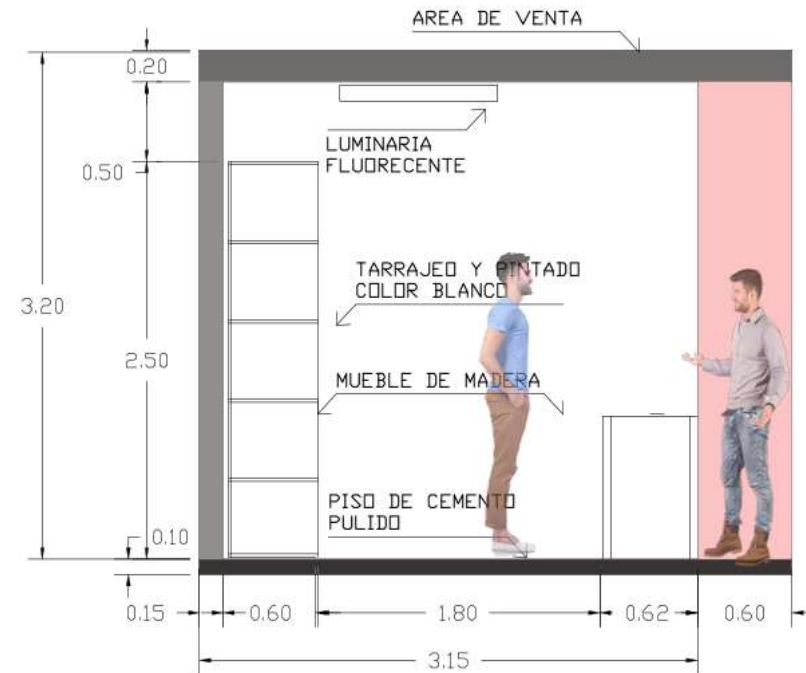 AREA DE VENTA
0.20
LUMINARIA
FLUORECENTE
0.50
TARRAJEO Y PINTADO
COLOR BLANCO
3.20
2.50
MUEBLE DE MADERA
PISO DE CEMENTO
PULIDO
0.10
0.15
0.60
1.80
0.62
0.60
3.15